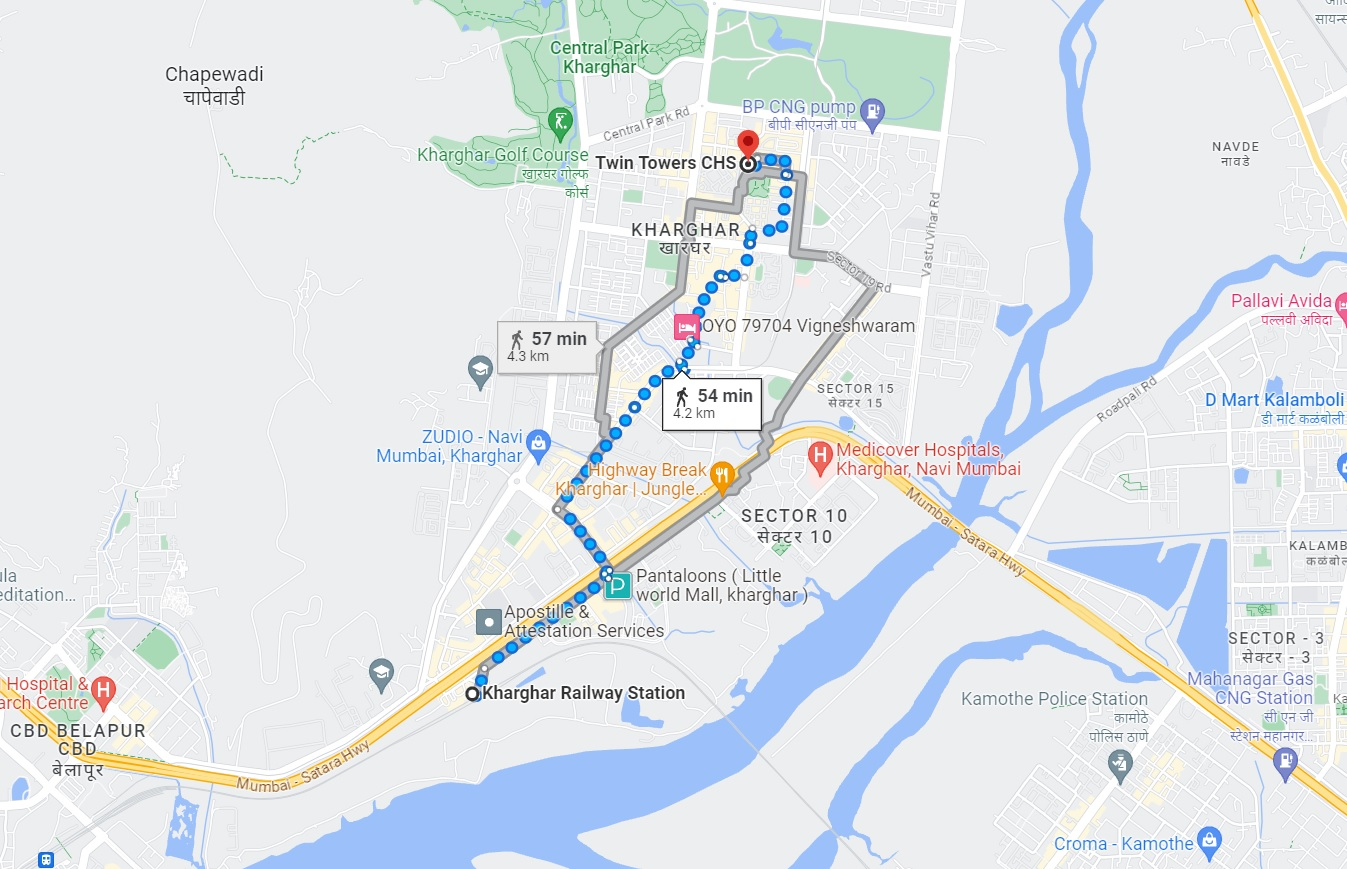 Central Park
Kharghar
Chapewadi
चापेवाडी
BP CNG pump
बीपी सीएनजी पंप
Central Park Rd
Kharghar Golf Course
खारघर गोल्फ
कोर्स
Twin Towers CHS
NAVDE
नावडे
KHARGHAR
खारघर
Vastu Vihar Rd
Sector 19 Rd
Pallavi Avida
पल्लवी अविदा
OYO 79704 Vigneshwaram
57 min
4.3 km
54 min
4.2 km
SECTOR 15
सेक्टर 15
Roadpali Rd
D Mart Kalamboli
डी मार्ट कळंबोली
ZUDIO - Navi
Mumbai, Kharghar
Highway Break
Kharghar | Jungle...
Medicover Hospitals,
Kharghar, Navi Mumbai
SECTOR 10
सेक्टर 10
Mumbai - Satara Hwy
KALAMB
Pantaloons ( Little
world Mall, kharghar )
editation...
Apostille &
Attestation Services
SECTOR - 3
सेक्टर - 3
Kharghar Railway Station
Hospital &
arch Centre
Mahanagar Gas
CNG Station
सी एन जी
स्टेशन महानगर...
Kamothe Police Station
कामोठे
पोलिस ठाणे
CBD BELAPUR
CBD
बेलापूर
Mumbai - Satara Hwy
Croma - Kamothe